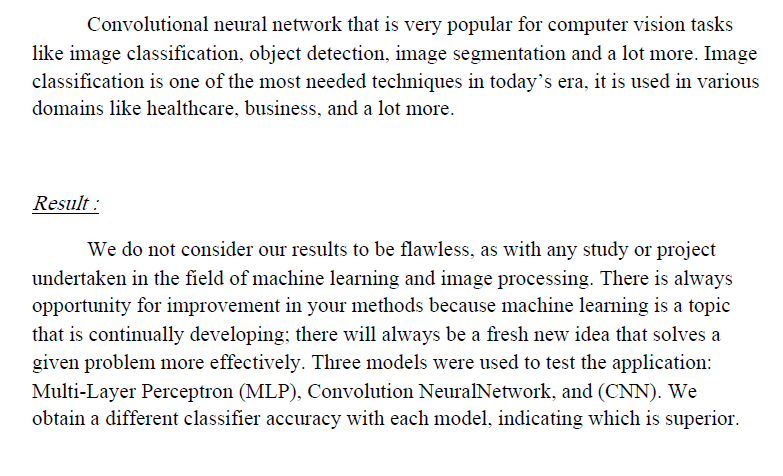 Convolutional neural network that is very popular for computer vision tasks
like image classification, object detection, image segmentation and a lot more. Image
classification is one of the most needed techniques in today’s era, it is used in various
domains like healthcare, business, and a lot more.
Result :
We do not consider our results to be flawless, as with any study or project
undertaken in the field of machine learning and image processing. There is always
opportunity for improvement in your methods because machine learning is a topic
that is continually developing; there will always be a fresh new idea that solves a
given problem more effectively. Three models were used to test the application:
Multi-Layer Perceptron (MLP), Convolution NeuralNetwork, and (CNN). We
obtain a different classifier accuracy with each model, indicating which is superior.